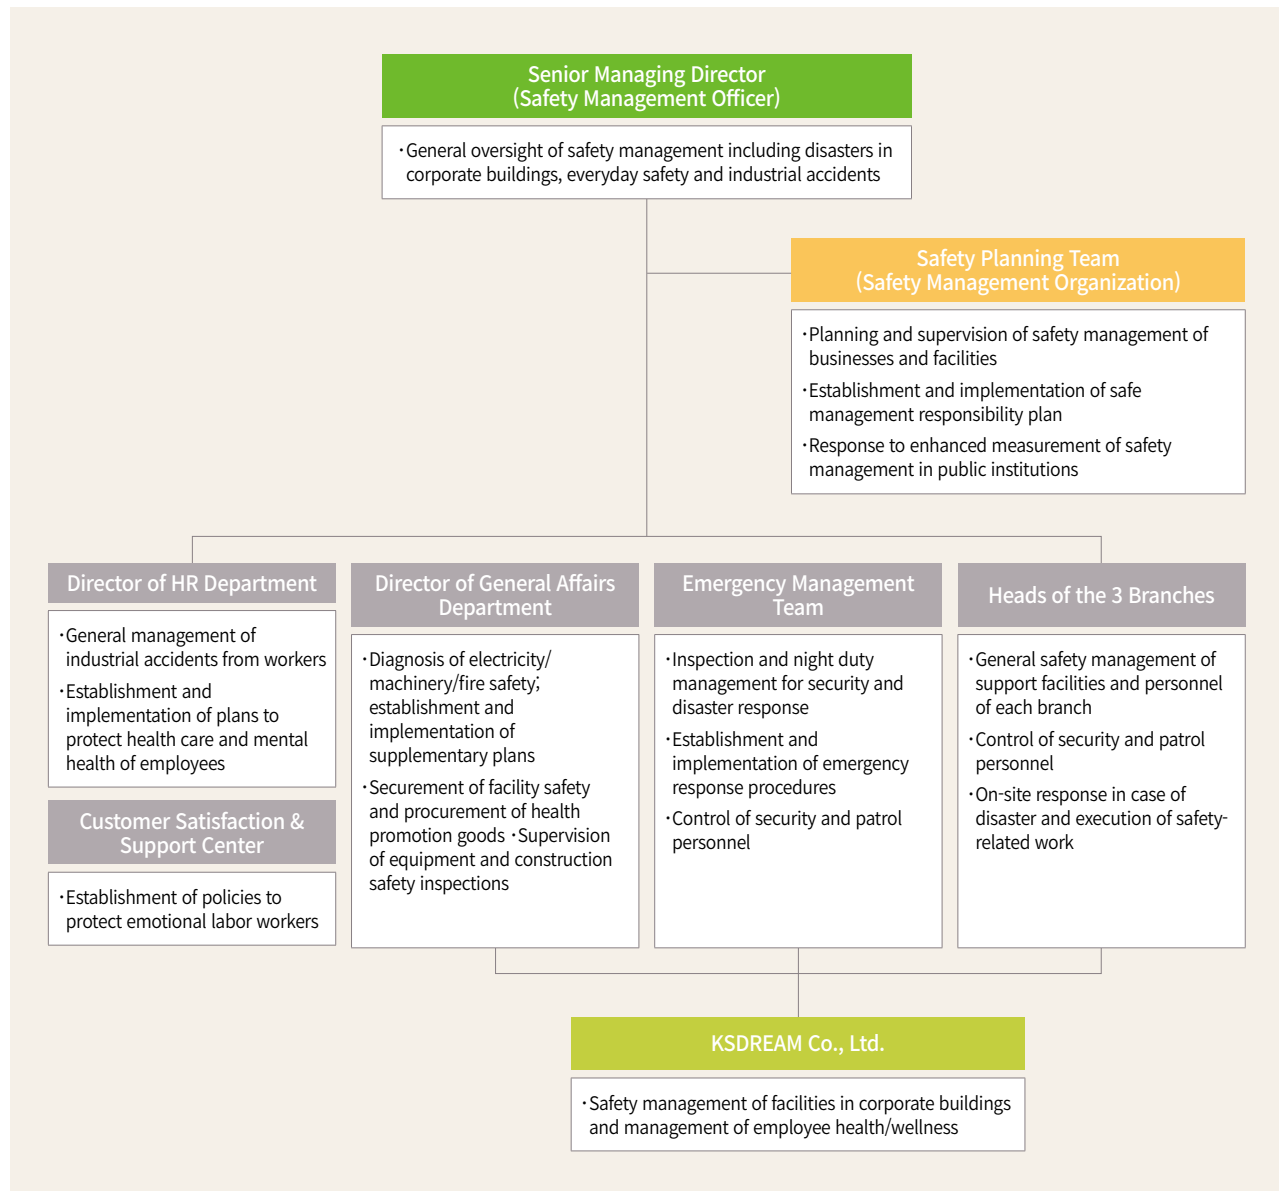 Senior Managing Director
(Safety Management Officer)
·General oversight of safety management including disasters in
corporate buildings, everyday safety and industrial accidents
Safety Planning Team
(Safety Management Organization)
·Planning and supervision of safety management of
businesses and facilities
·Establishment and implementation of safe
management responsibility plan
·Response to enhanced measurement of safety
management in public institutions
Director of HR Department
·General management of
industrial accidents from workers
·Establishment and
implementation of plans to
protect health care and mental
health of employees
Customer Satisfaction &
Support Center
·Establishment of policies to
protect emotional labor workers
Director of General Affairs
Department
·Diagnosis of electricity/
machinery/fire safety;
establishment and
implementation of
supplementary plans
·Securement of facility safety
and procurement of health
promotion goods ·Supervision
of equipment and construction
safety inspections
Emergency Management
Team
·Inspection and night duty
management for security and
disaster response
·Establishment and
implementation of emergency
response procedures
·Control of security and patrol
personnel
Heads of the 3 Branches
·General safety management of
support facilities and personnel
of each branch
·Control of security and patrol
personnel
·On-site response in case of
disaster and execution of safety-
related work
KSDREAM Co., Ltd.
·Safety management of facilities in corporate buildings
and management of employee health/wellness